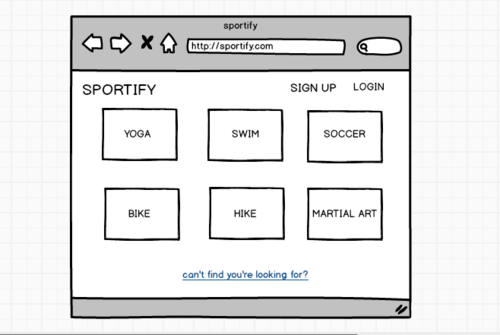 sportify
http://sportify.com
SPORTIFY SIGN UP LOGIN
YOGA SWIM SOCCER
BIKE HIKE MARTIAL ART
can't find you're looking for?